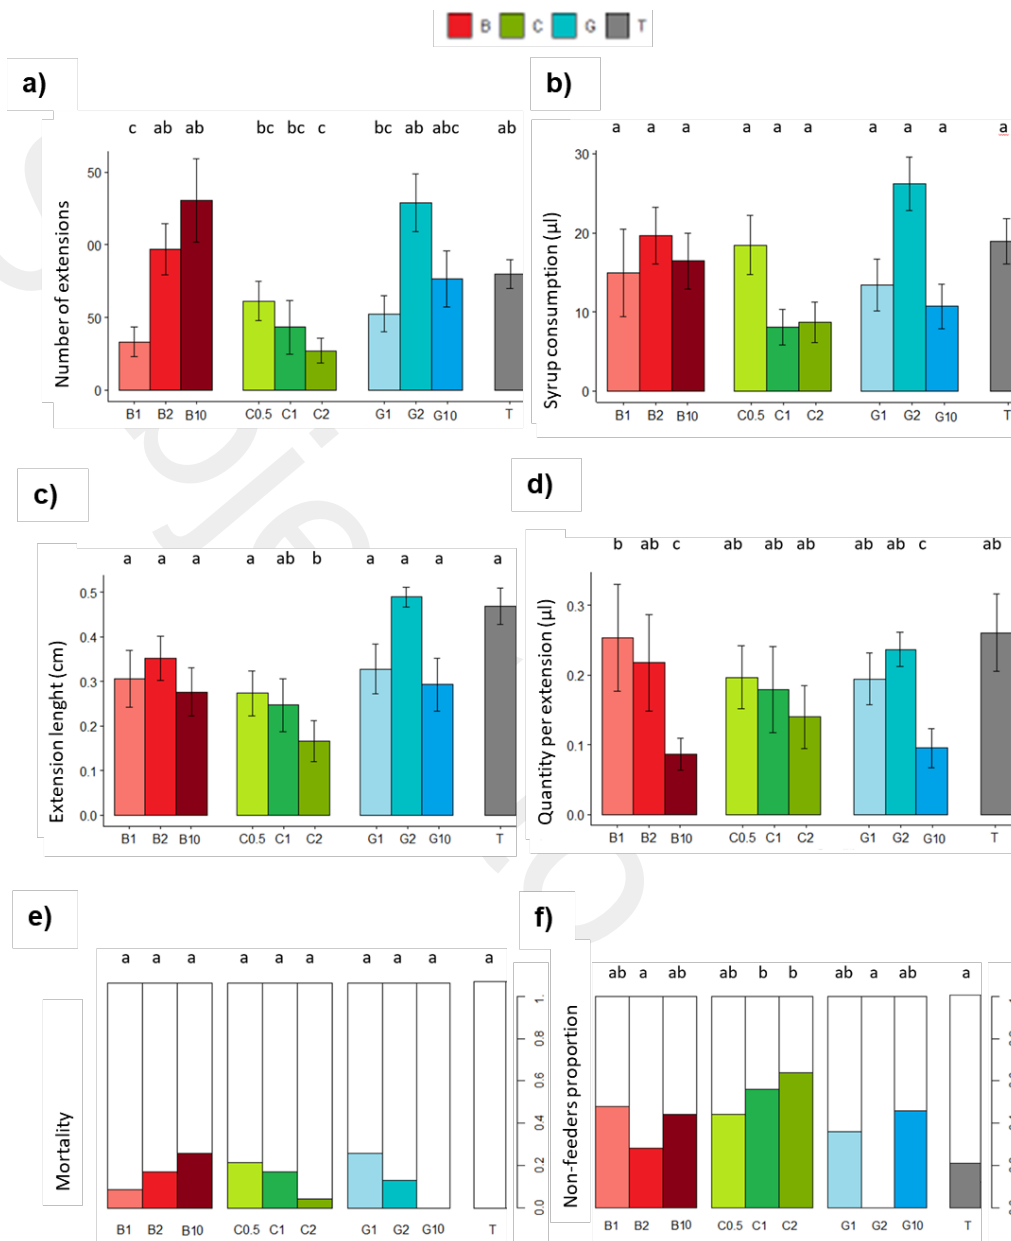 B C G T
a)
c ab ab bc bc c bc ab abc ab
Number of extensions
50
00
50
0
B1 B2 B10 C0.5 C1 C2 G1 G2 G10 T
b)
a a a a a a a a a a
Syrup consumption (µl)
30
20
10
0
B1 B2 B10 C0.5 C1 C2 G1 G2 G10 T
c)
a a a a ab b a a a a
Extension lenght (cm)
0.5
0.4
0.3
0.2
0.1
0.0
B1 B2 B10 C0.5 C1 C2 G1 G2 G10 T
d)
b ab c ab ab ab ab ab c ab
Quantity per extension (µl)
0.3
0.2
0.1
0.0
B1 B2 B10 C0.5 C1 C2 G1 G2 G10 T
e)
a a a a a a a a a a
Mortality
1.
0.8
0.6
0.4
0.2
0.0
B1 B2 B10 C0.5 C1 C2 G1 G2 G10 T
f)
ab a ab ab b b ab a ab a
Non-feeders proportion
B1 B2 B10 C0.5 C1 C2 G1 G2 G10 T